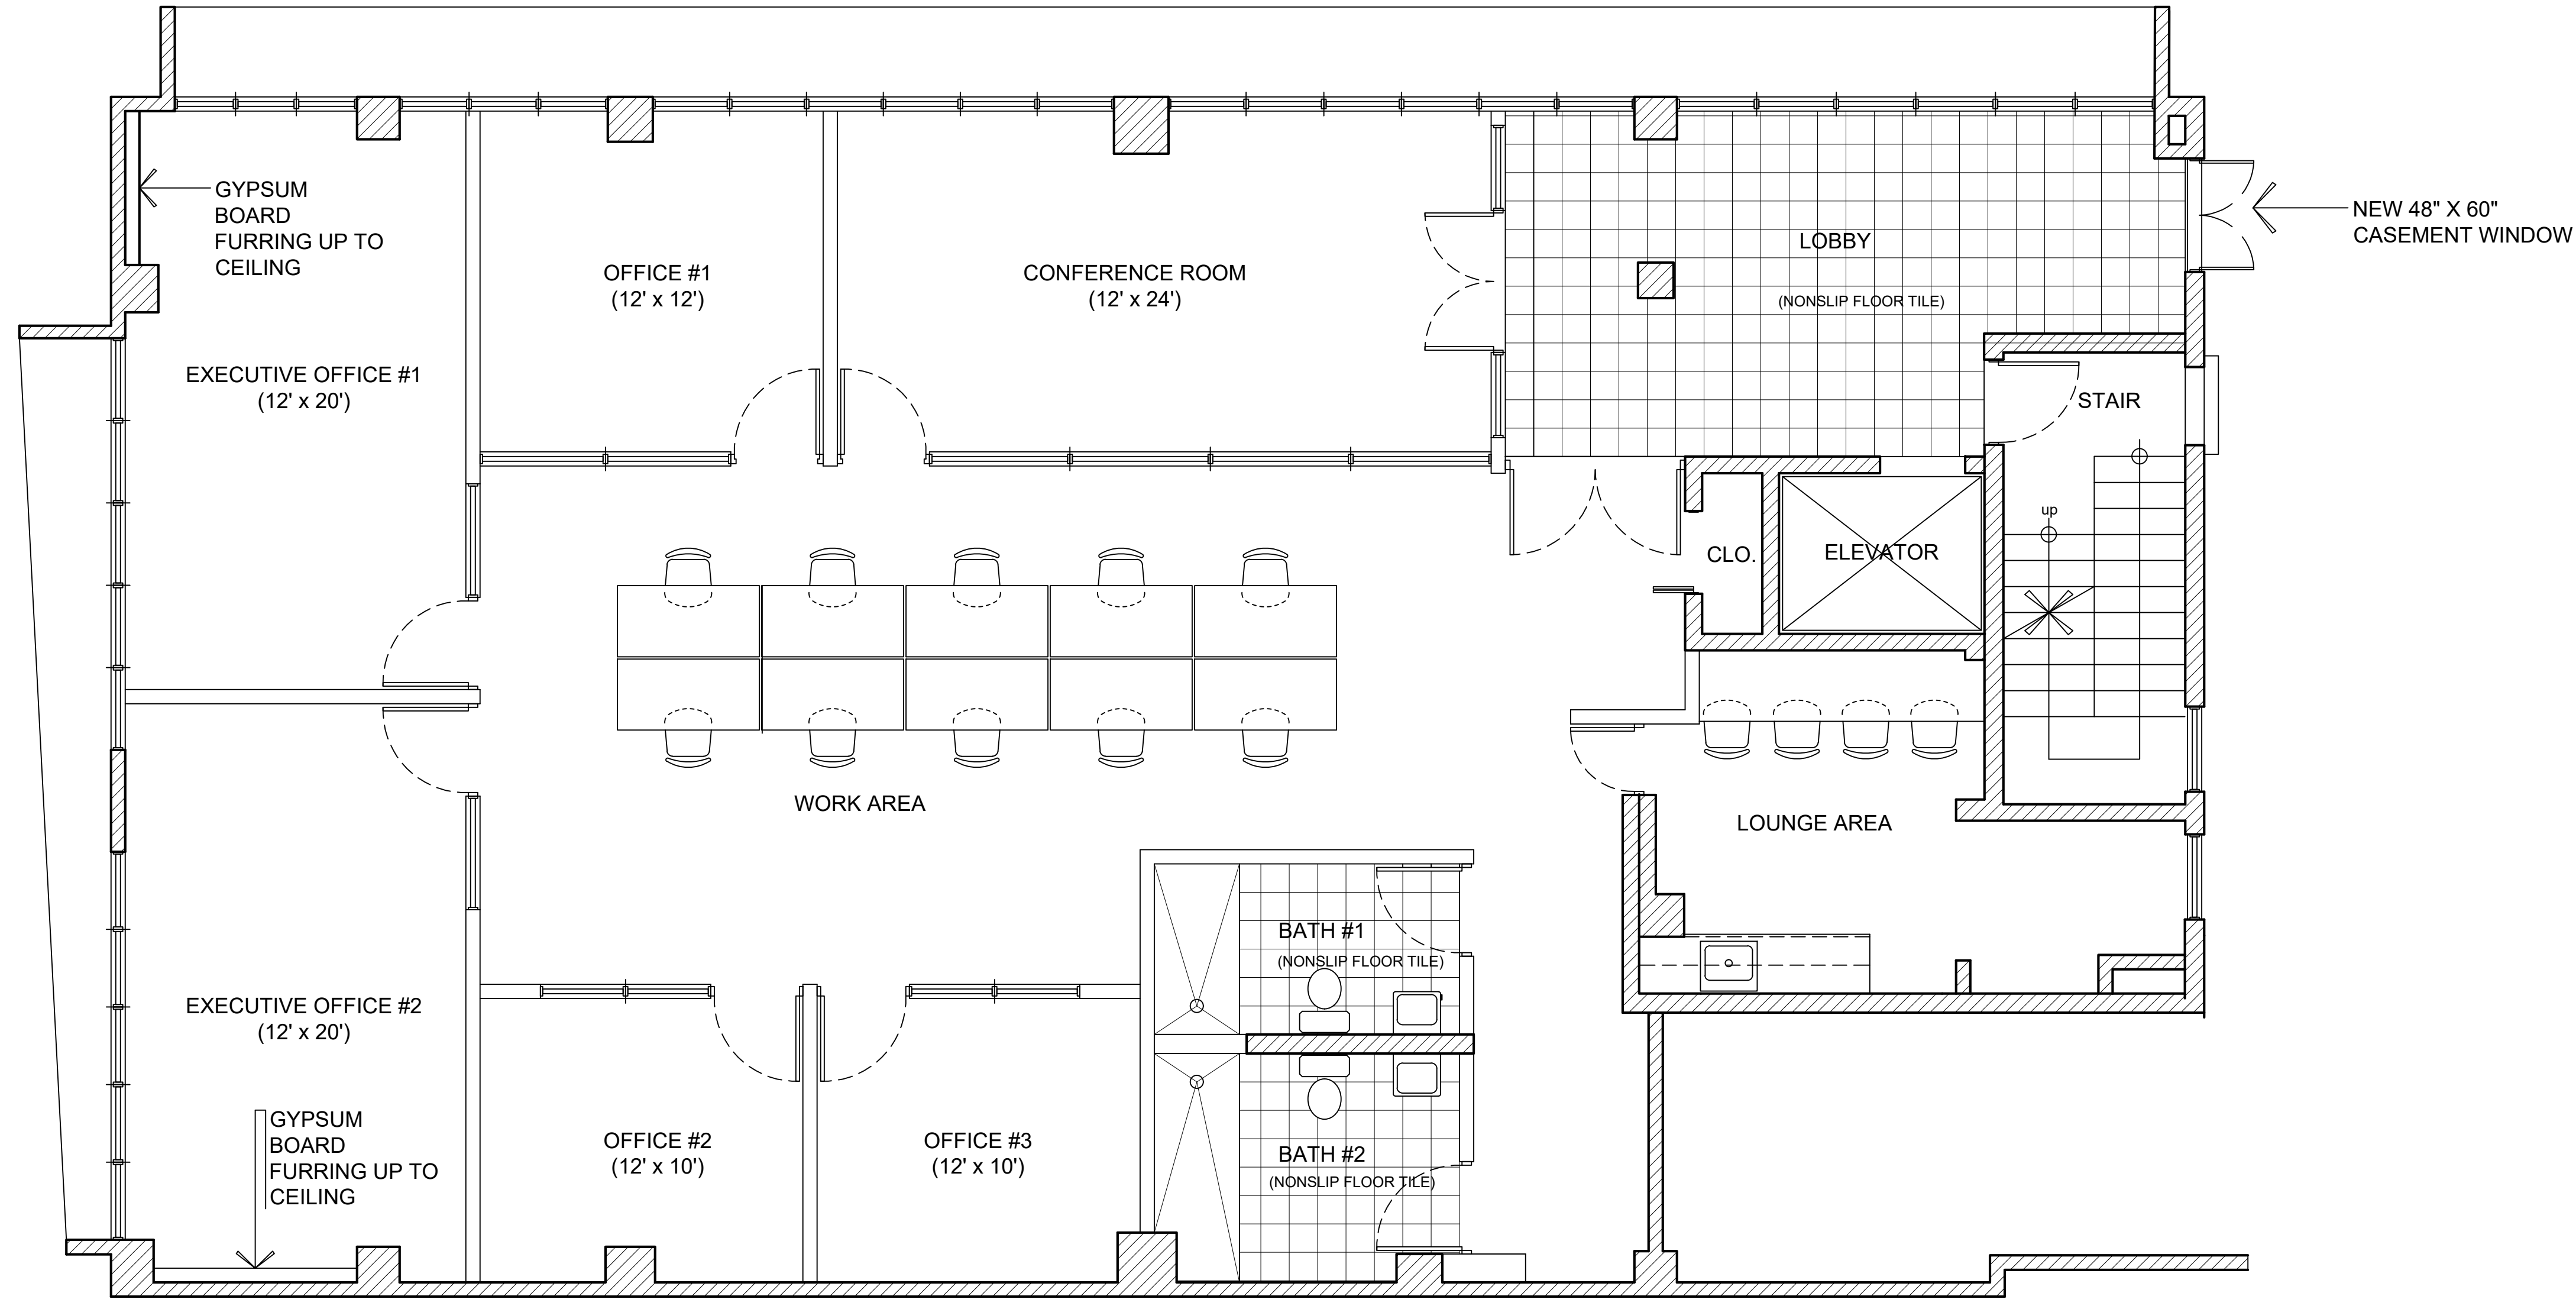 GYPSUM
BOARD
FURRING UP TO
CEILING
NEW 48" X 60"
CASEMENT WINDOW
LOBBY
(NONSLIP FLOOR TILE)
OFFICE #1
(12' x 12')
CONFERENCE ROOM
(12' x 24')
EXECUTIVE OFFICE #1
(12' x 20')
STAIR
up
CLO.
ELEVATOR
WORK AREA
LOUNGE AREA
BATH #1
(NONSLIP FLOOR TILE)
EXECUTIVE OFFICE #2
(12' x 20')
GYPSUM
BOARD
FURRING UP TO
CEILING
OFFICE #2
(12' x 10')
OFFICE #3
(12' x 10')
BATH #2
(NONSLIP FLOOR TILE)